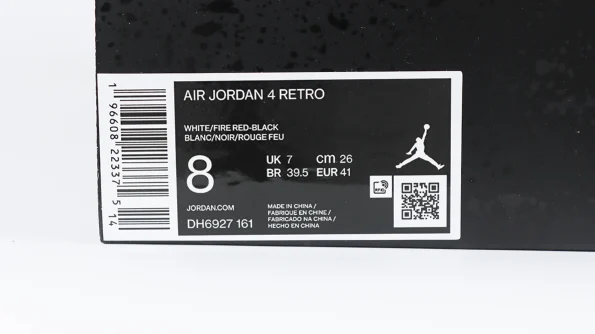 AIR JORDAN 4 RETRO
WHITE/FIRE RED-BLACK
BLANC/NOIR/ROUGE FEU
8
UK 7 cm 26
BR 39.5 EUR 41
JORDAN.COM
DH6927 161
MADE IN CHINA /
FABRIQUE EN CHINE /
FABRICADO NA CHINA /
HECHO EN CHINA
1 96608 22337 5 14